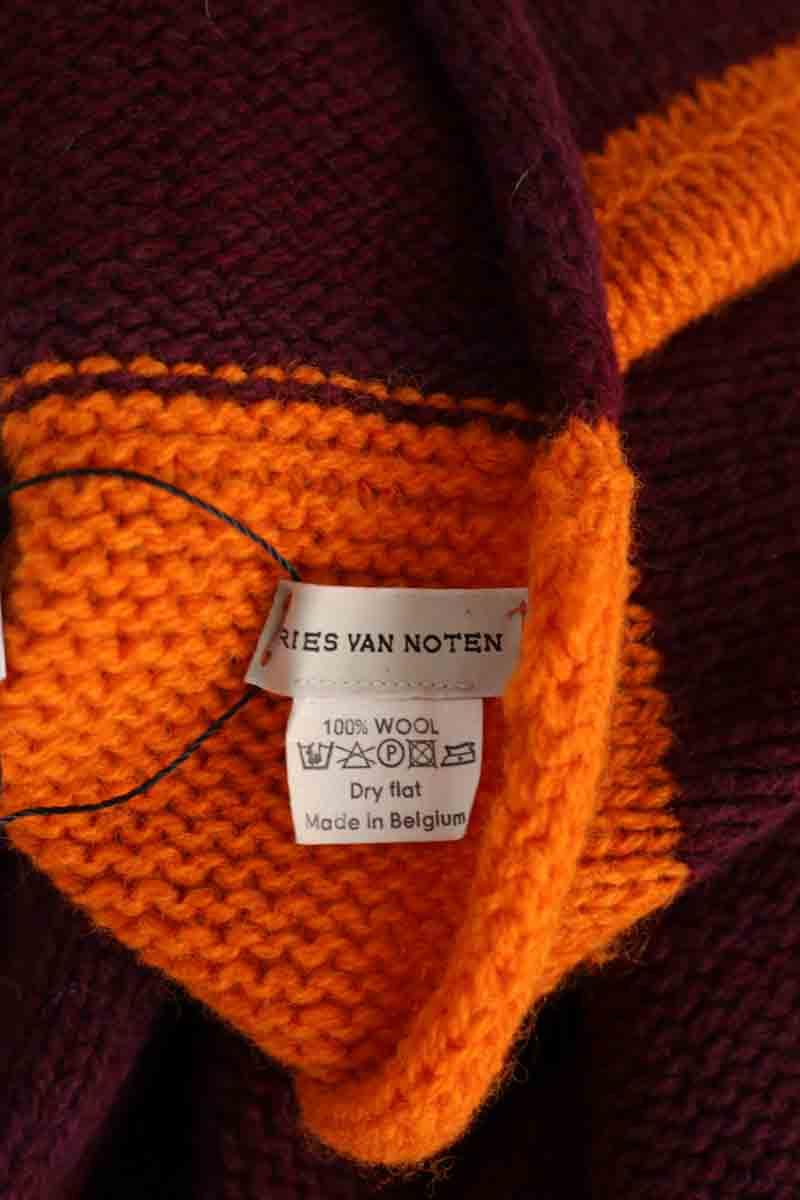 RIES VAN NOTEN
100% WOOL
P
Dry flat
Made in Belgium